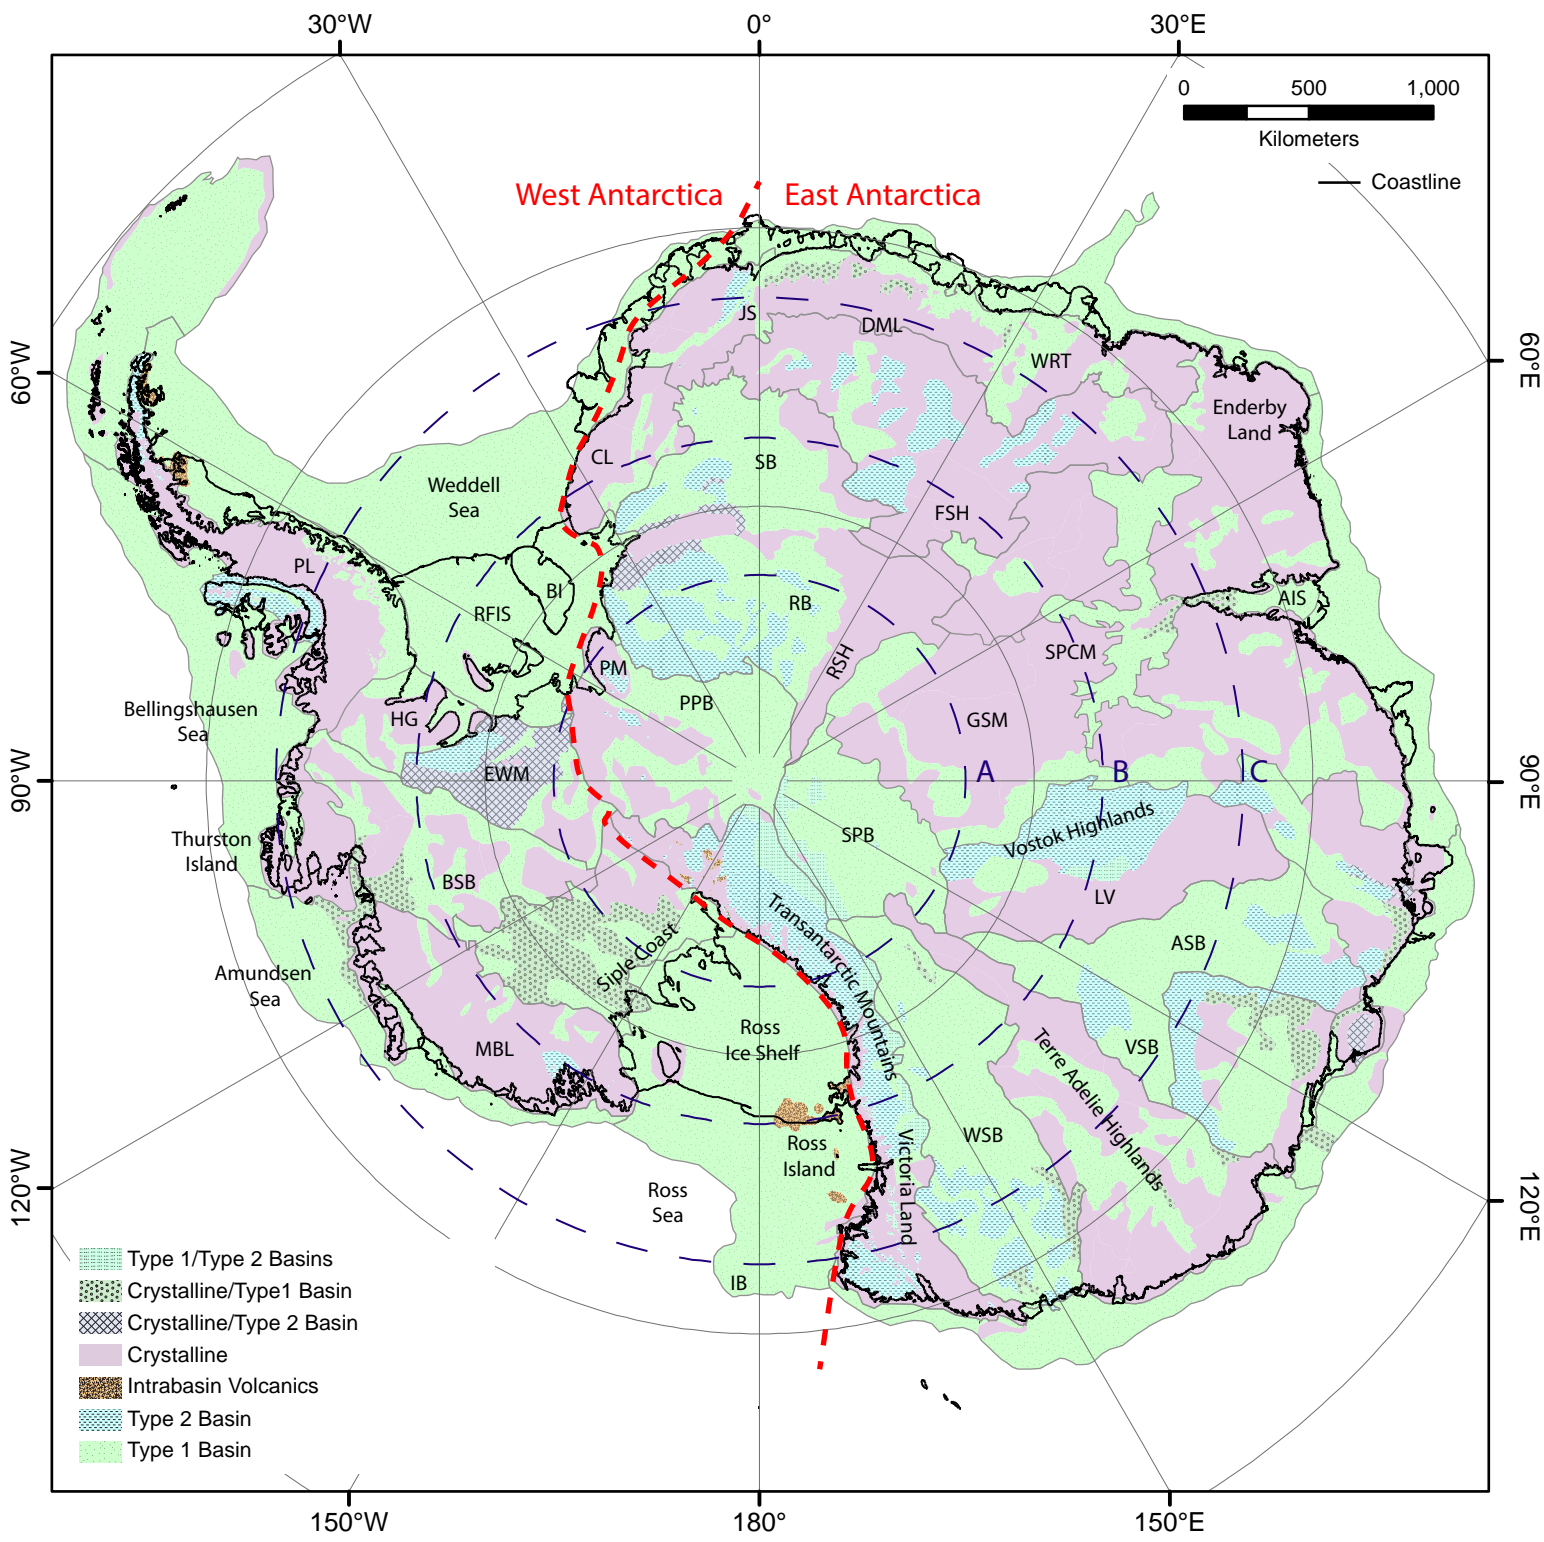 30°W
0°
30°E
0 500 1,000
Kilometers
Coastline
West Antarctica
East Antarctica
60°W
60°E
90°W
90°E
120°W
120°E
150°W
180°
150°E
JS
DML
WRT
Enderby
Land
CL
SB
Weddell
Sea
FSH
PL
BI
RFIS
RB
AIS
PM
RSH
SPCM
PPB
Bellingshausen
Sea
HG
GSM
EWM
A
B
C
Thurston
Island
SPB
Vostok Highlands
BSB
LV
Siple Coast
Transantarctic Mountains
ASB
Amundsen
Sea
Ross
Ice Shelf
MBL
VSB
Terre Adelie Highlands
WSB
Ross
Island
Victoria Land
Ross
Sea
IB
Type 1/Type 2 Basins
Crystalline/Type1 Basin
Crystalline/Type 2 Basin
Crystalline
Intrabasin Volcanics
Type 2 Basin
Type 1 Basin